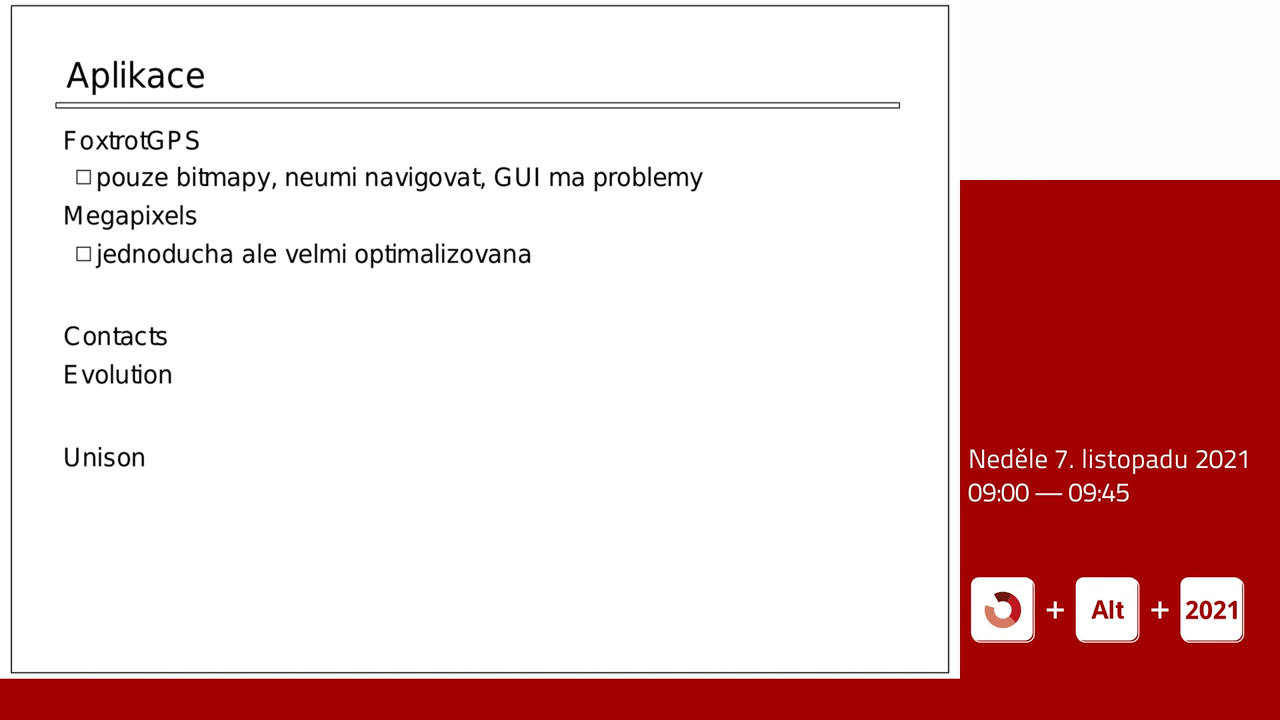 Aplikace
FoxtrotGPS
pouze bitmapy, neumi navigovat, GUI ma problemy
Megapixels
jednoducha ale velmi optimalizovana
Contacts
Evolution
Unison
Neděle 7. listopadu 2021
09:00 — 09:45
+ Alt + 2021